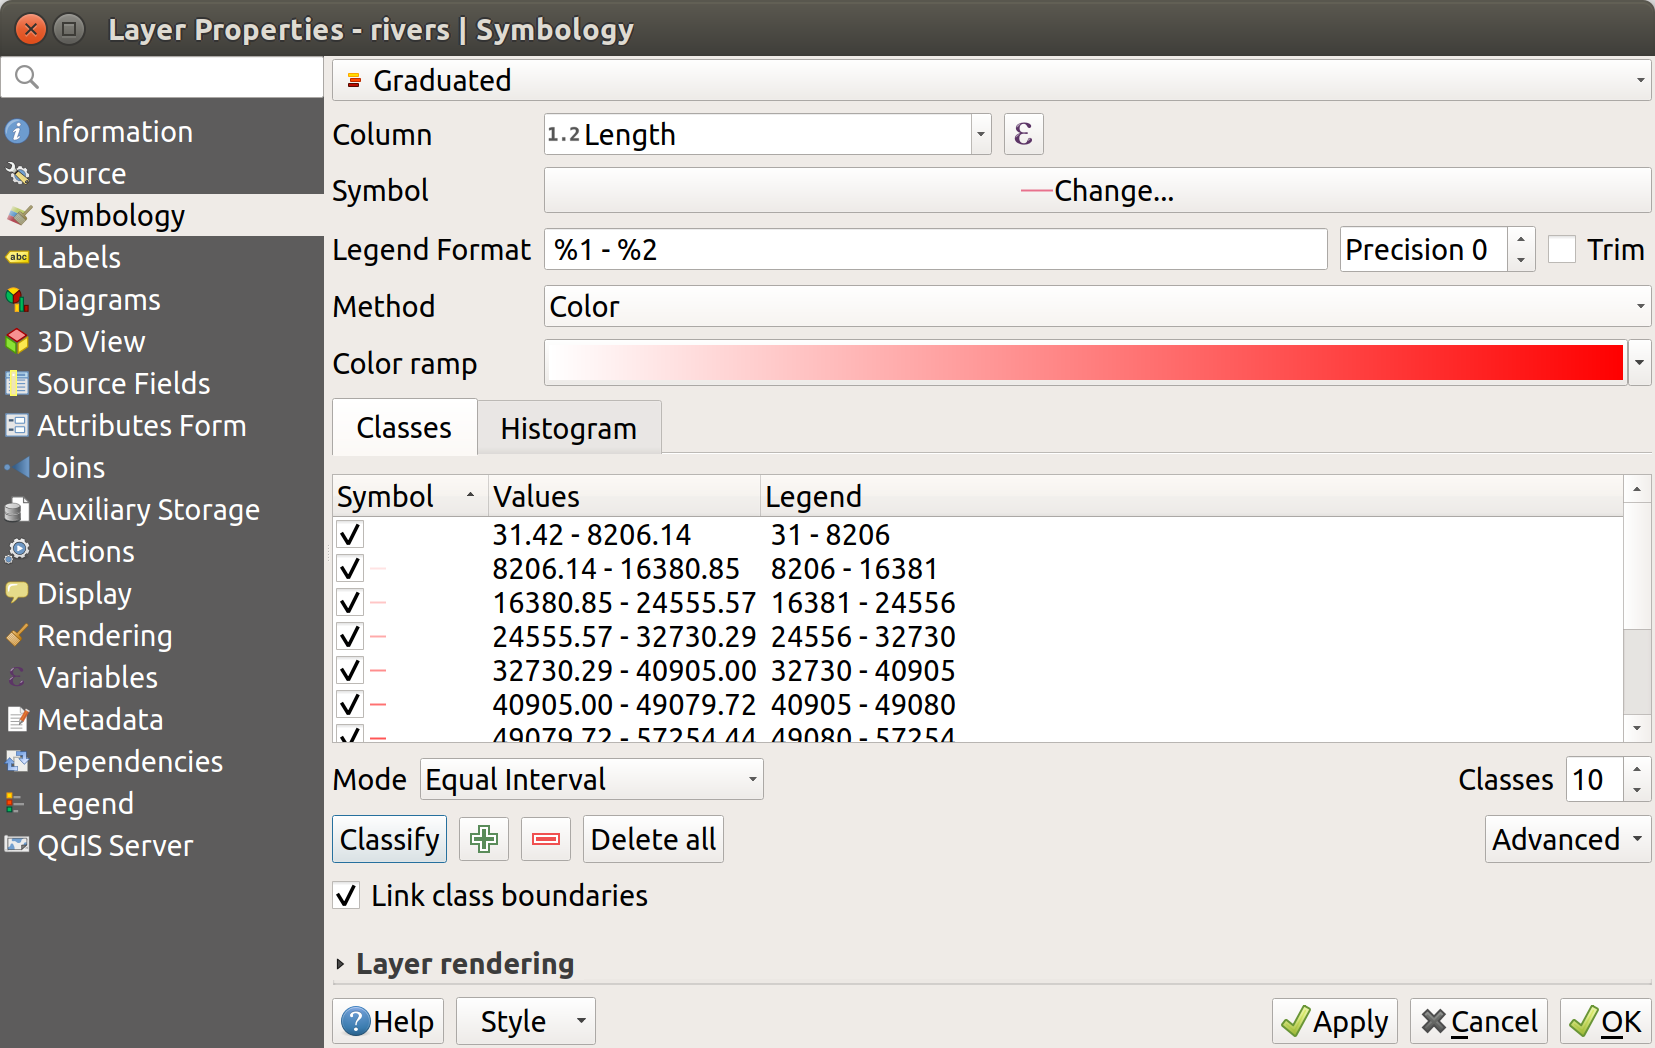 Layer Properties - rivers | Symbology
Information
Source
Symbology
Labels
Diagrams
3D View
Source Fields
Attributes Form
Joins
Auxiliary Storage
Actions
Display
Rendering
Variables
Metadata
Dependencies
Legend
QGIS Server
Graduated
Column 1.2 Length ε
Symbol Change...
Legend Format %1 - %2 Precision 0 Trim
Method Color
Color ramp
Classes Histogram
Symbol Values Legend
31.42 - 8206.14 31 - 8206
8206.14 - 16380.85 8206 - 16381
16380.85 - 24555.57 16381 - 24556
24555.57 - 32730.29 24556 - 32730
32730.29 - 40905.00 32730 - 40905
40905.00 - 49079.72 40905 - 49080
49079.72 - 57254.44 49080 - 57254
Mode Equal Interval Classes 10
Classify Delete all Advanced
Link class boundaries
Layer rendering
Help Style Apply Cancel OK